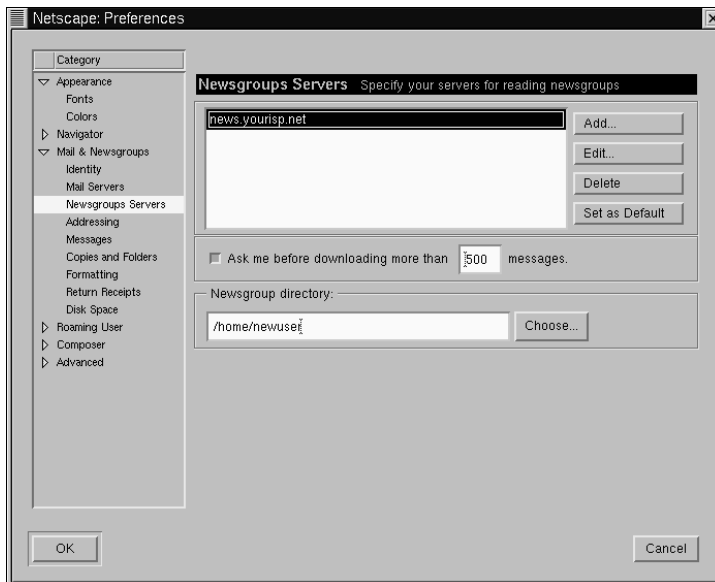 Netscape: Preferences
Category
Appearance
Fonts
Colors
Navigator
Mail & Newsgroups
Identity
Mail Servers
Newsgroups Servers
Addressing
Messages
Copies and Folders
Formatting
Return Receipts
Disk Space
Roaming User
Composer
Advanced
Newsgroups Servers Specify your servers for reading newsgroups
news.yourisp.net
Add...
Edit...
Delete
Set as Default
Ask me before downloading more than 500 messages.
Newsgroup directory:
/home/newuser
Choose...
OK
Cancel